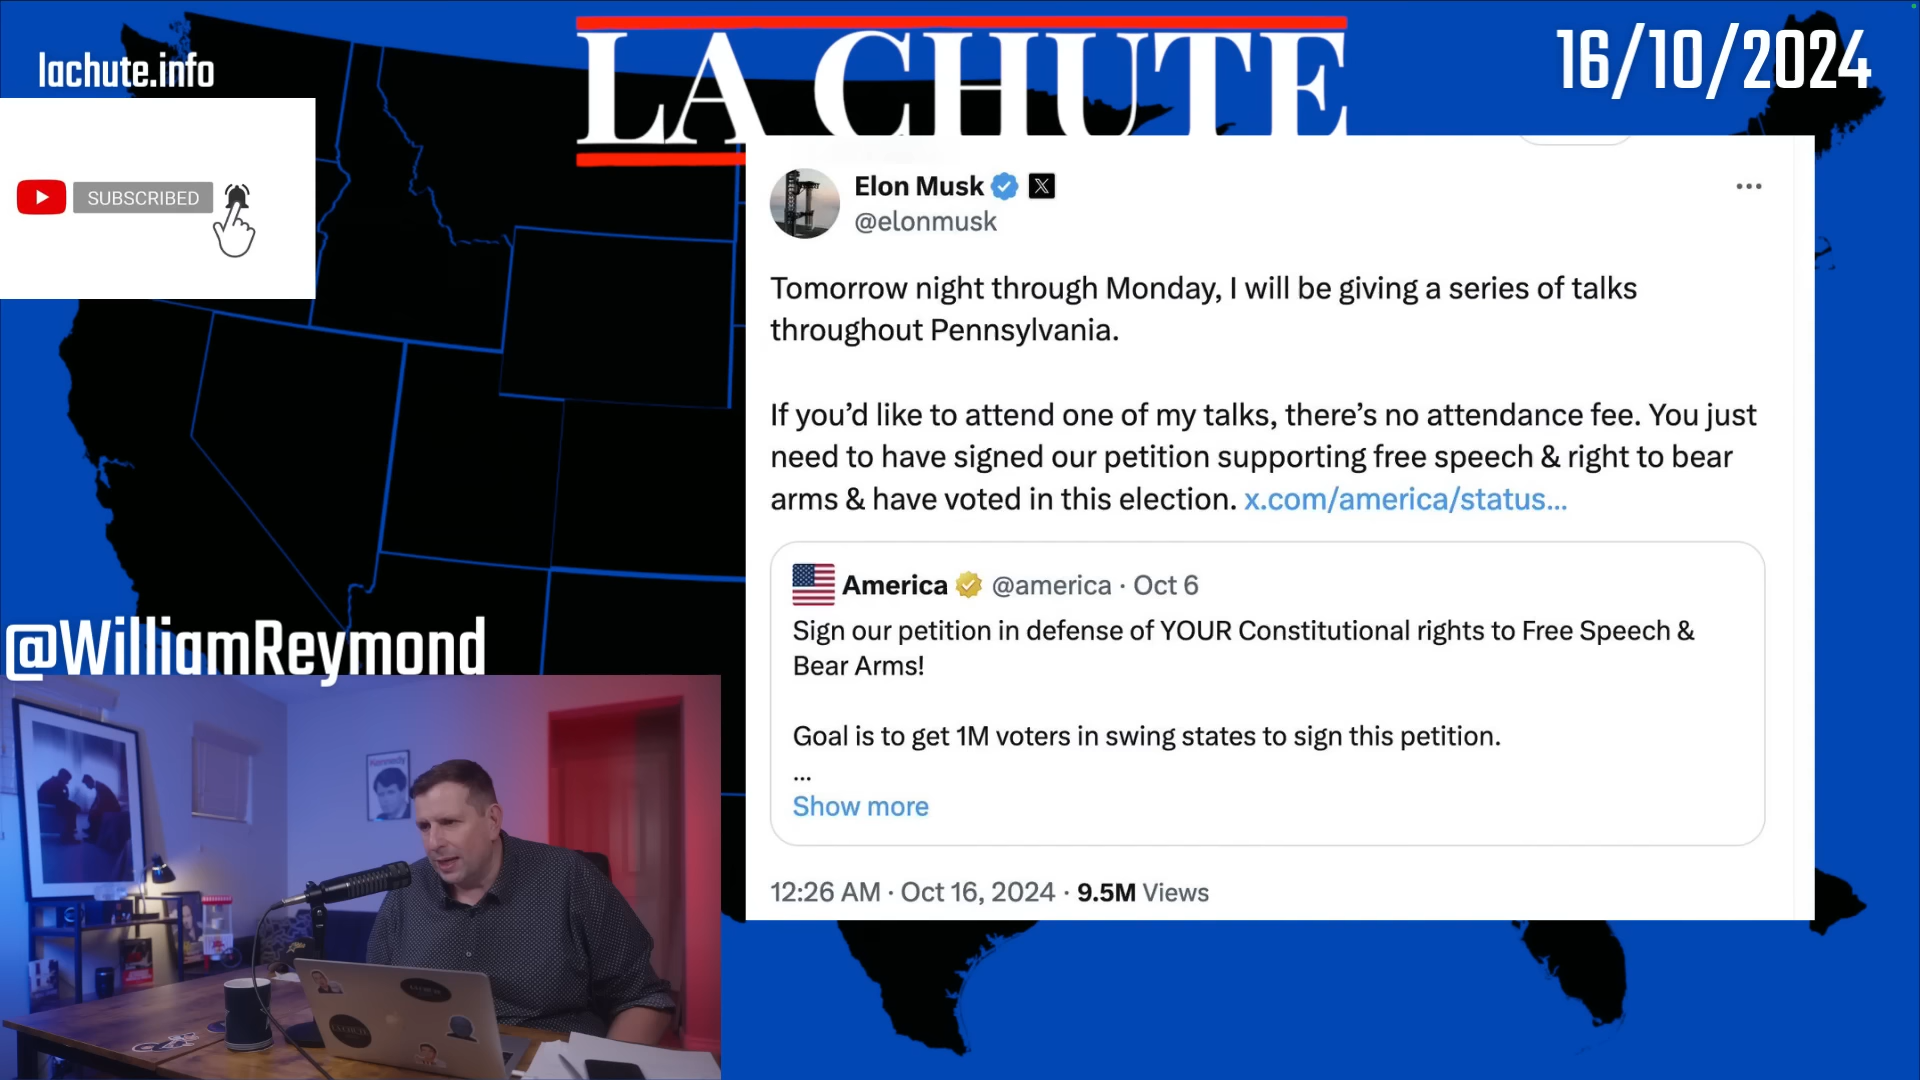 lachute.info
LA CHUTE
16/10/2024
SUBSCRIBED
Elon Musk
@elonmusk
Tomorrow night through Monday, I will be giving a series of talks
throughout Pennsylvania.
If you’d like to attend one of my talks, there’s no attendance fee. You just
need to have signed our petition supporting free speech & right to bear
arms & have voted in this election. x.com/america/status…
America @america · Oct 6
Sign our petition in defense of YOUR Constitutional rights to Free Speech &
Bear Arms!
Goal is to get 1M voters in swing states to sign this petition.
...
Show more
12:26 AM · Oct 16, 2024 · 9.5M Views
@WilliamReymond
Kennedy
LA CHUTE